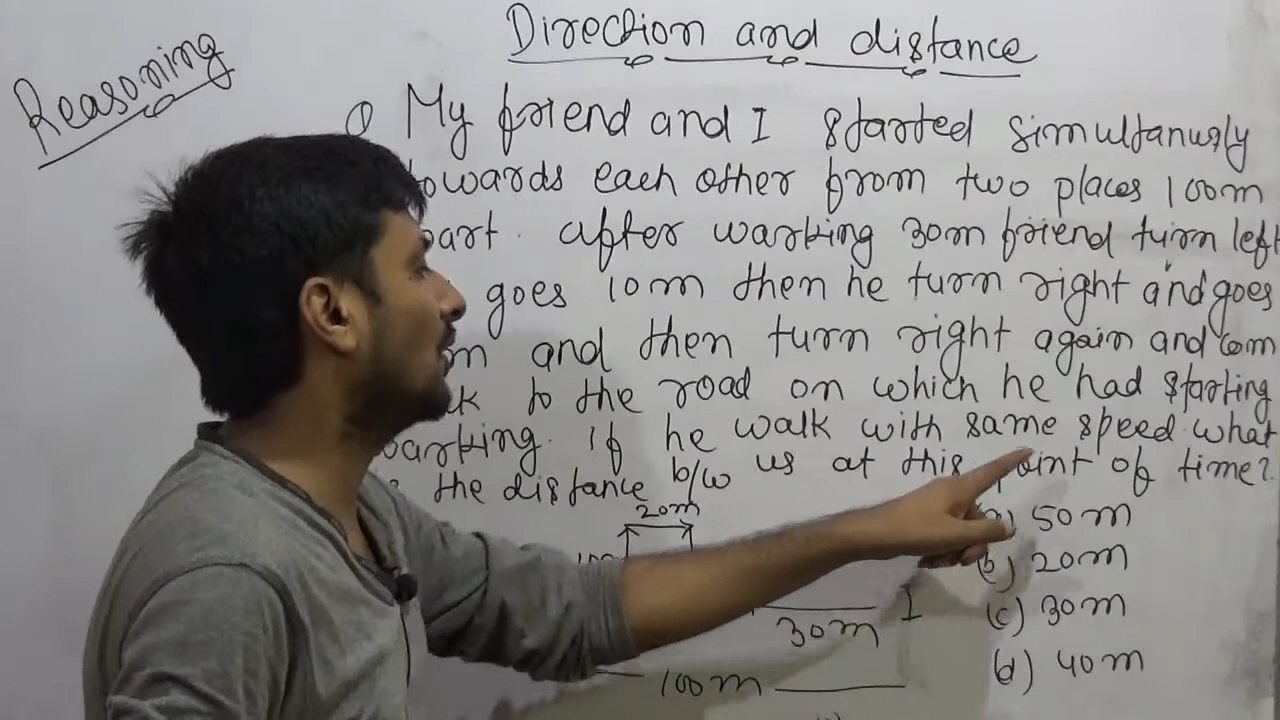 Direction and distance
Reasoning
My friend and I started simultanusly
towards each other from two places 100m
part. after warking 30m friend turn left
goes 10m then he turn right and goes
m and then turn right again and com
ck to the road on which he had starting
warking. if he walk with same speed. what
the distance b/w us at this point of time?
20m
I
30m
100m
(a) 50m
(b) 20m
(c) 30m
(d) 40m